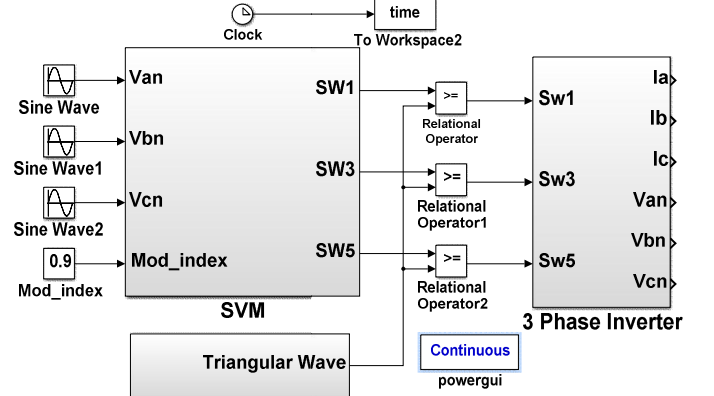 time
Clock
To Workspace2
Van
SW1
>=
Sw1
Ia
Sine Wave
Relational
Operator
Ib
Vbn
Sine Wave1
SW3
>=
Sw3
Ic
Relational
Operator1
Van
Vcn
Sine Wave2
SW5
>=
Sw5
Vbn
0.9
Mod_index
Mod_index
Relational
Operator2
Vcn
SVM
3 Phase Inverter
Triangular Wave
Continuous
powergui